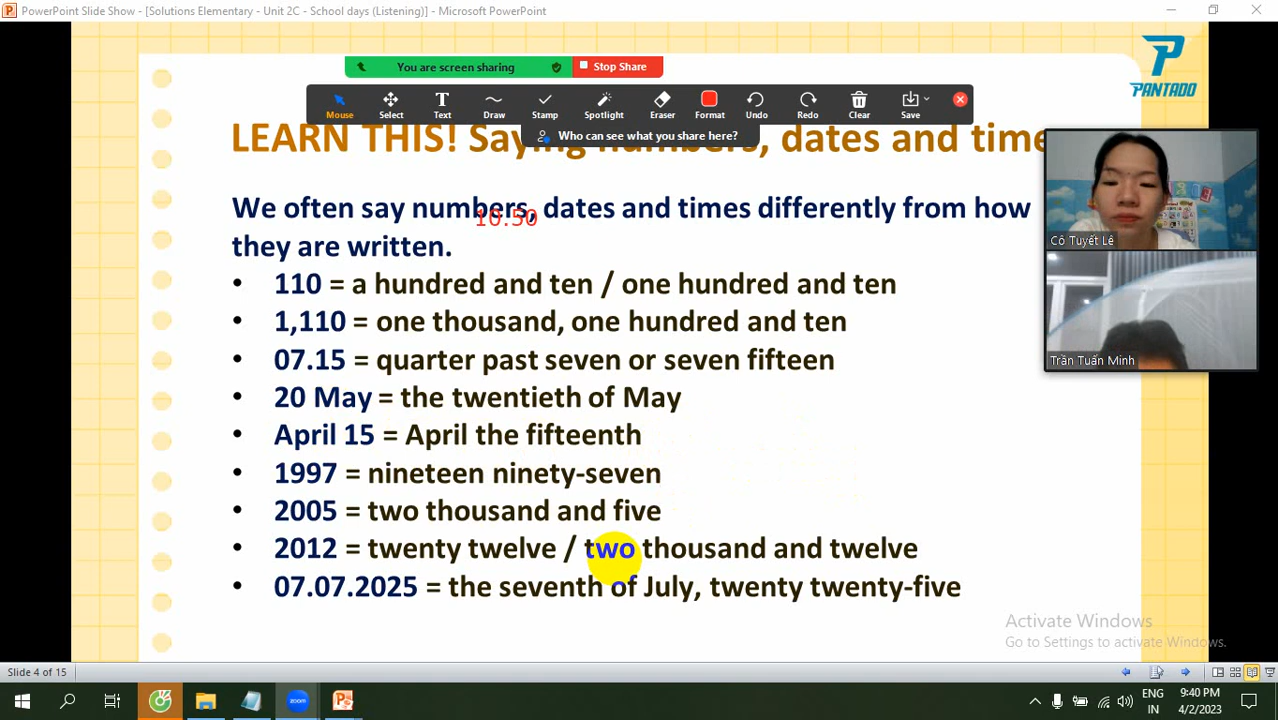 PowerPoint Slide Show - [Solutions Elementary - Unit 2C - School days (Listening)] - Microsoft PowerPoint
PANTADO
You are screen sharing
Stop Share
Mouse
Select
Text
Draw
Stamp
Spotlight
Eraser
Format
Undo
Redo
Clear
Save
Who can see what you share here?
LEARN THIS! Saying numbers, dates and time
We often say numbers, dates and times differently from how
10.50
they are written.
• 110 = a hundred and ten / one hundred and ten
• 1,110 = one thousand, one hundred and ten
• 07.15 = quarter past seven or seven fifteen
• 20 May = the twentieth of May
• April 15 = April the fifteenth
• 1997 = nineteen ninety-seven
• 2005 = two thousand and five
• 2012 = twenty twelve / two thousand and twelve
• 07.07.2025 = the seventh of July, twenty twenty-five
Cô Tuyết Lê
Trần Tuấn Minh
Activate Windows
Go to Settings to activate Windows.
Slide 4 of 15
zoom
ENG
IN
9:40 PM
4/2/2023